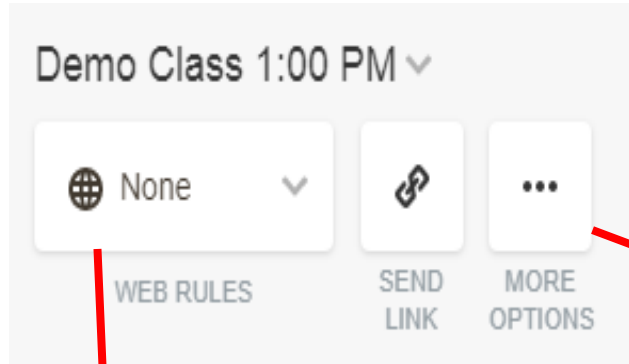 Demo Class 1:00 PM
None
WEB RULES
SEND
LINK
MORE
OPTIONS